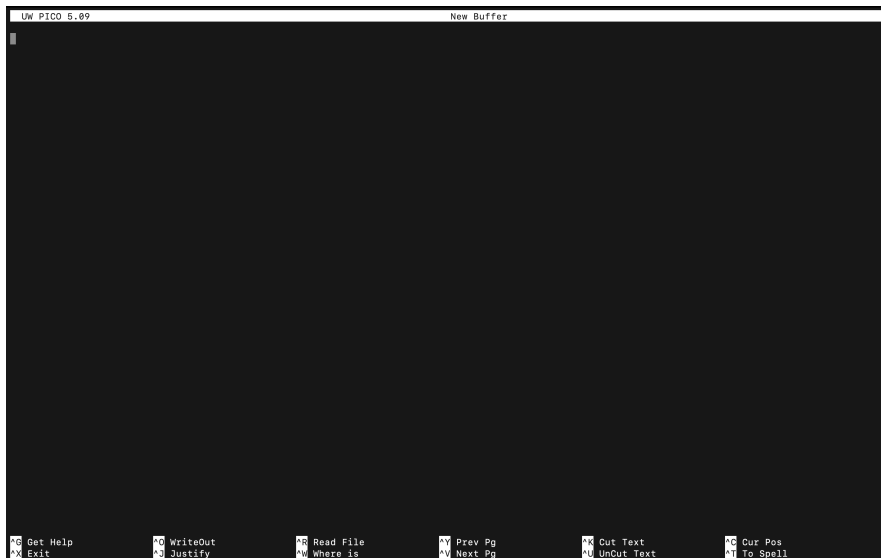 UW PICO 5.09 New Buffer
^G Get Help ^O WriteOut ^R Read File ^Y Prev Pg ^K Cut Text ^C Cur Pos
^X Exit ^J Justify ^W Where is ^V Next Pg ^U UnCut Text ^T To Spell